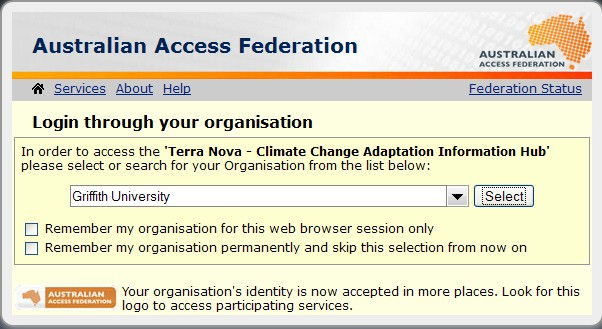 Australian Access Federation
AUSTRALIAN
ACCESS FEDERATION
Services About Help Federation Status
Login through your organisation
In order to access the 'Terra Nova - Climate Change Adaptation Information Hub'
please select or search for your Organisation from the list below:
Griffith University Select
Remember my organisation for this web browser session only
Remember my organisation permanently and skip this selection from now on
AUSTRALIAN
ACCESS FEDERATION
Your organisation's identity is now accepted in more places. Look for this
logo to access participating services.